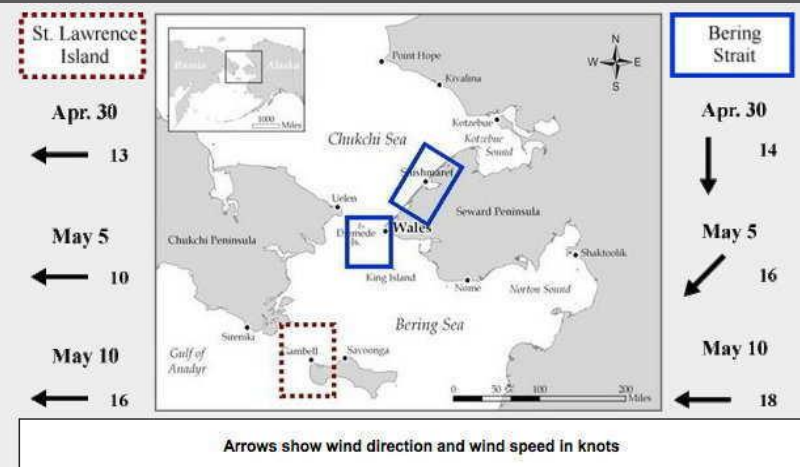 St. Lawrence
Island
Apr. 30
13
May 5
10
May 10
16
Russia
Alaska
1000
Miles
Point Hope
Kivalina
N
W E
S
Chukchi Sea
Kotzebue
Kotzebue
Sound
Shishmaref
Uelen
Seward Peninsula
Diomede
Is.
Wales
Chukchi Peninsula
King Island
Nome
Norton Sound
Shaktoolik
Bering Sea
Sireniki
Gulf of
Anadyr
Gambell
Savoonga
0 50 100 200
Miles
Bering
Strait
Apr. 30
14
May 5
16
May 10
18
Arrows show wind direction and wind speed in knots